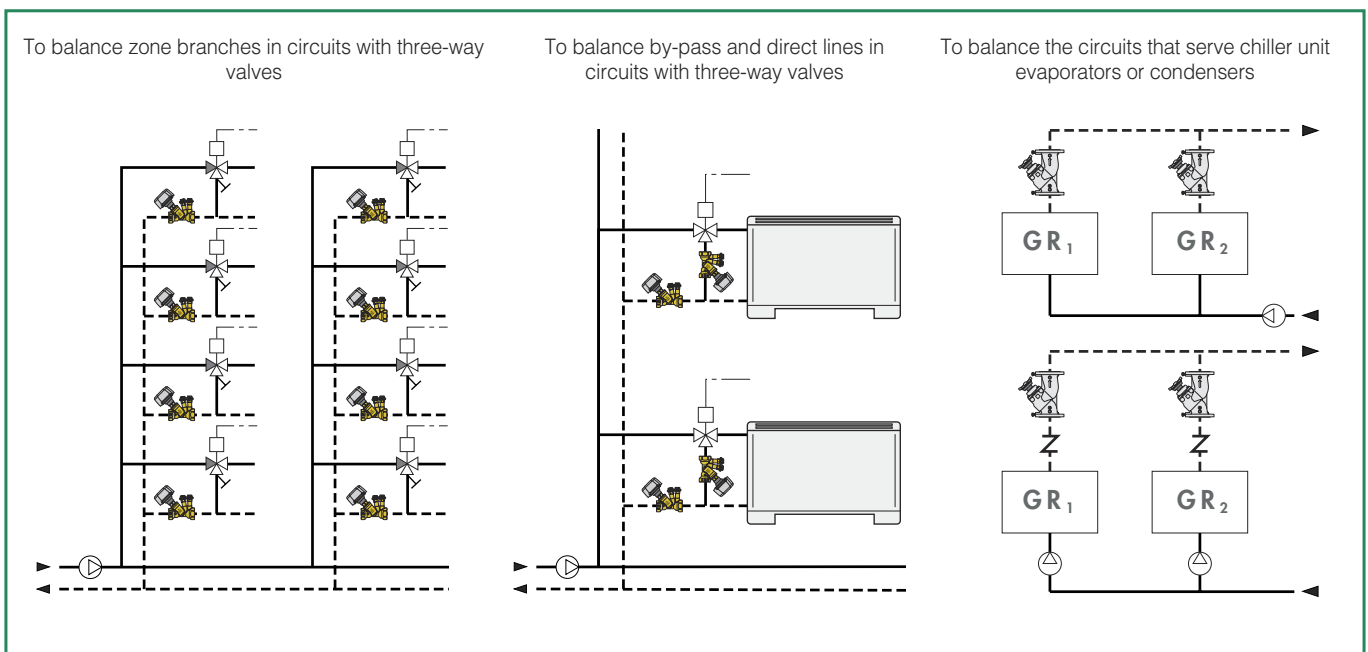 To balance zone branches in circuits with three-way
valves
To balance by-pass and direct lines in
circuits with three-way valves
To balance the circuits that serve chiller unit
evaporators or condensers
GR1
GR2
GR1
GR2